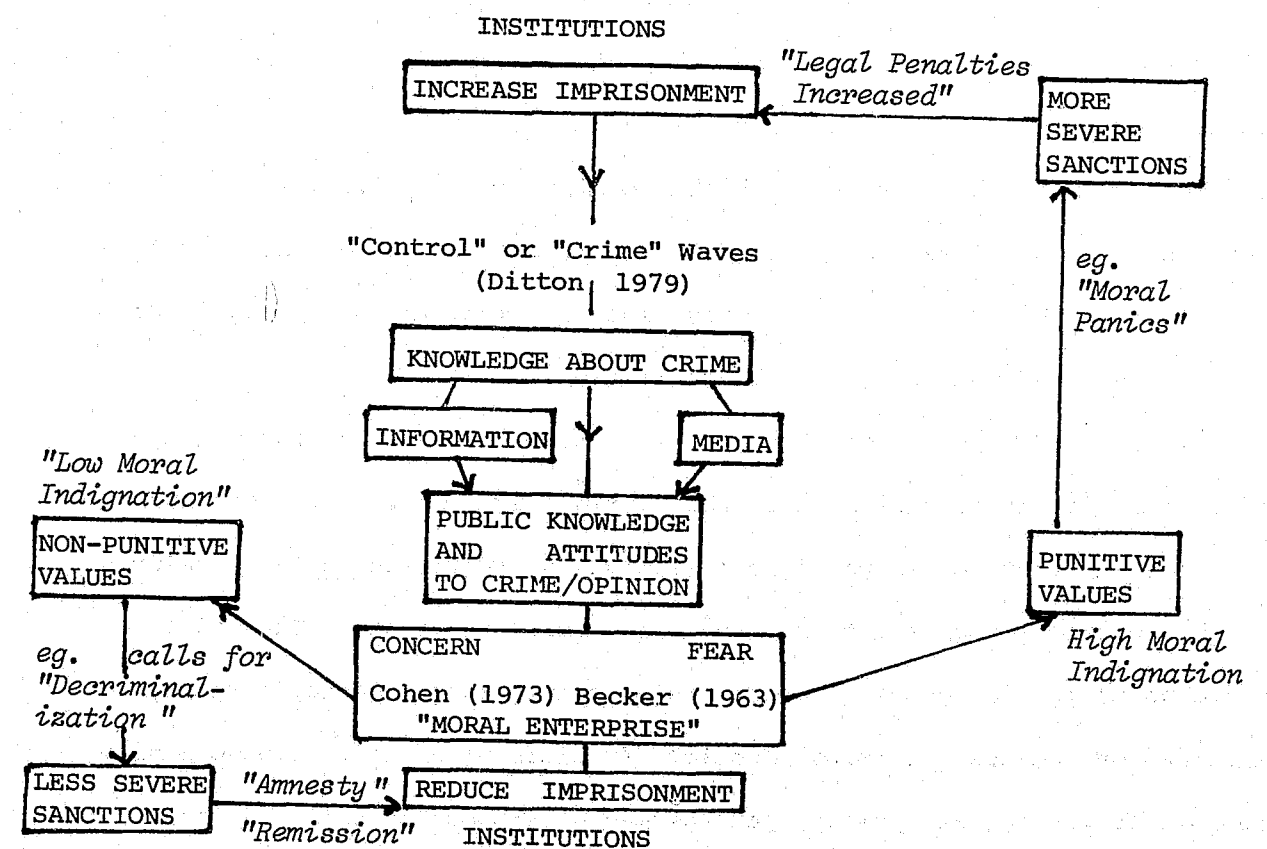 INSTITUTIONS
INCREASE IMPRISONMENT
"Legal Penalties
Increased"
MORE
SEVERE
SANCTIONS
"Control" or "Crime" Waves
(Ditton 1979)
eg.
"Moral
Panics"
KNOWLEDGE ABOUT CRIME
INFORMATION
MEDIA
"Low Moral
Indignation"
PUBLIC KNOWLEDGE
AND ATTITUDES
TO CRIME/OPINION
NON-PUNITIVE
VALUES
PUNITIVE
VALUES
High Moral
Indignation
CONCERN FEAR
Cohen (1973) Becker (1963)
"MORAL ENTERPRISE"
eg. calls for
"Decriminal-
ization "
LESS SEVERE
SANCTIONS
"Amnesty "
"Remission"
REDUCE IMPRISONMENT
INSTITUTIONS